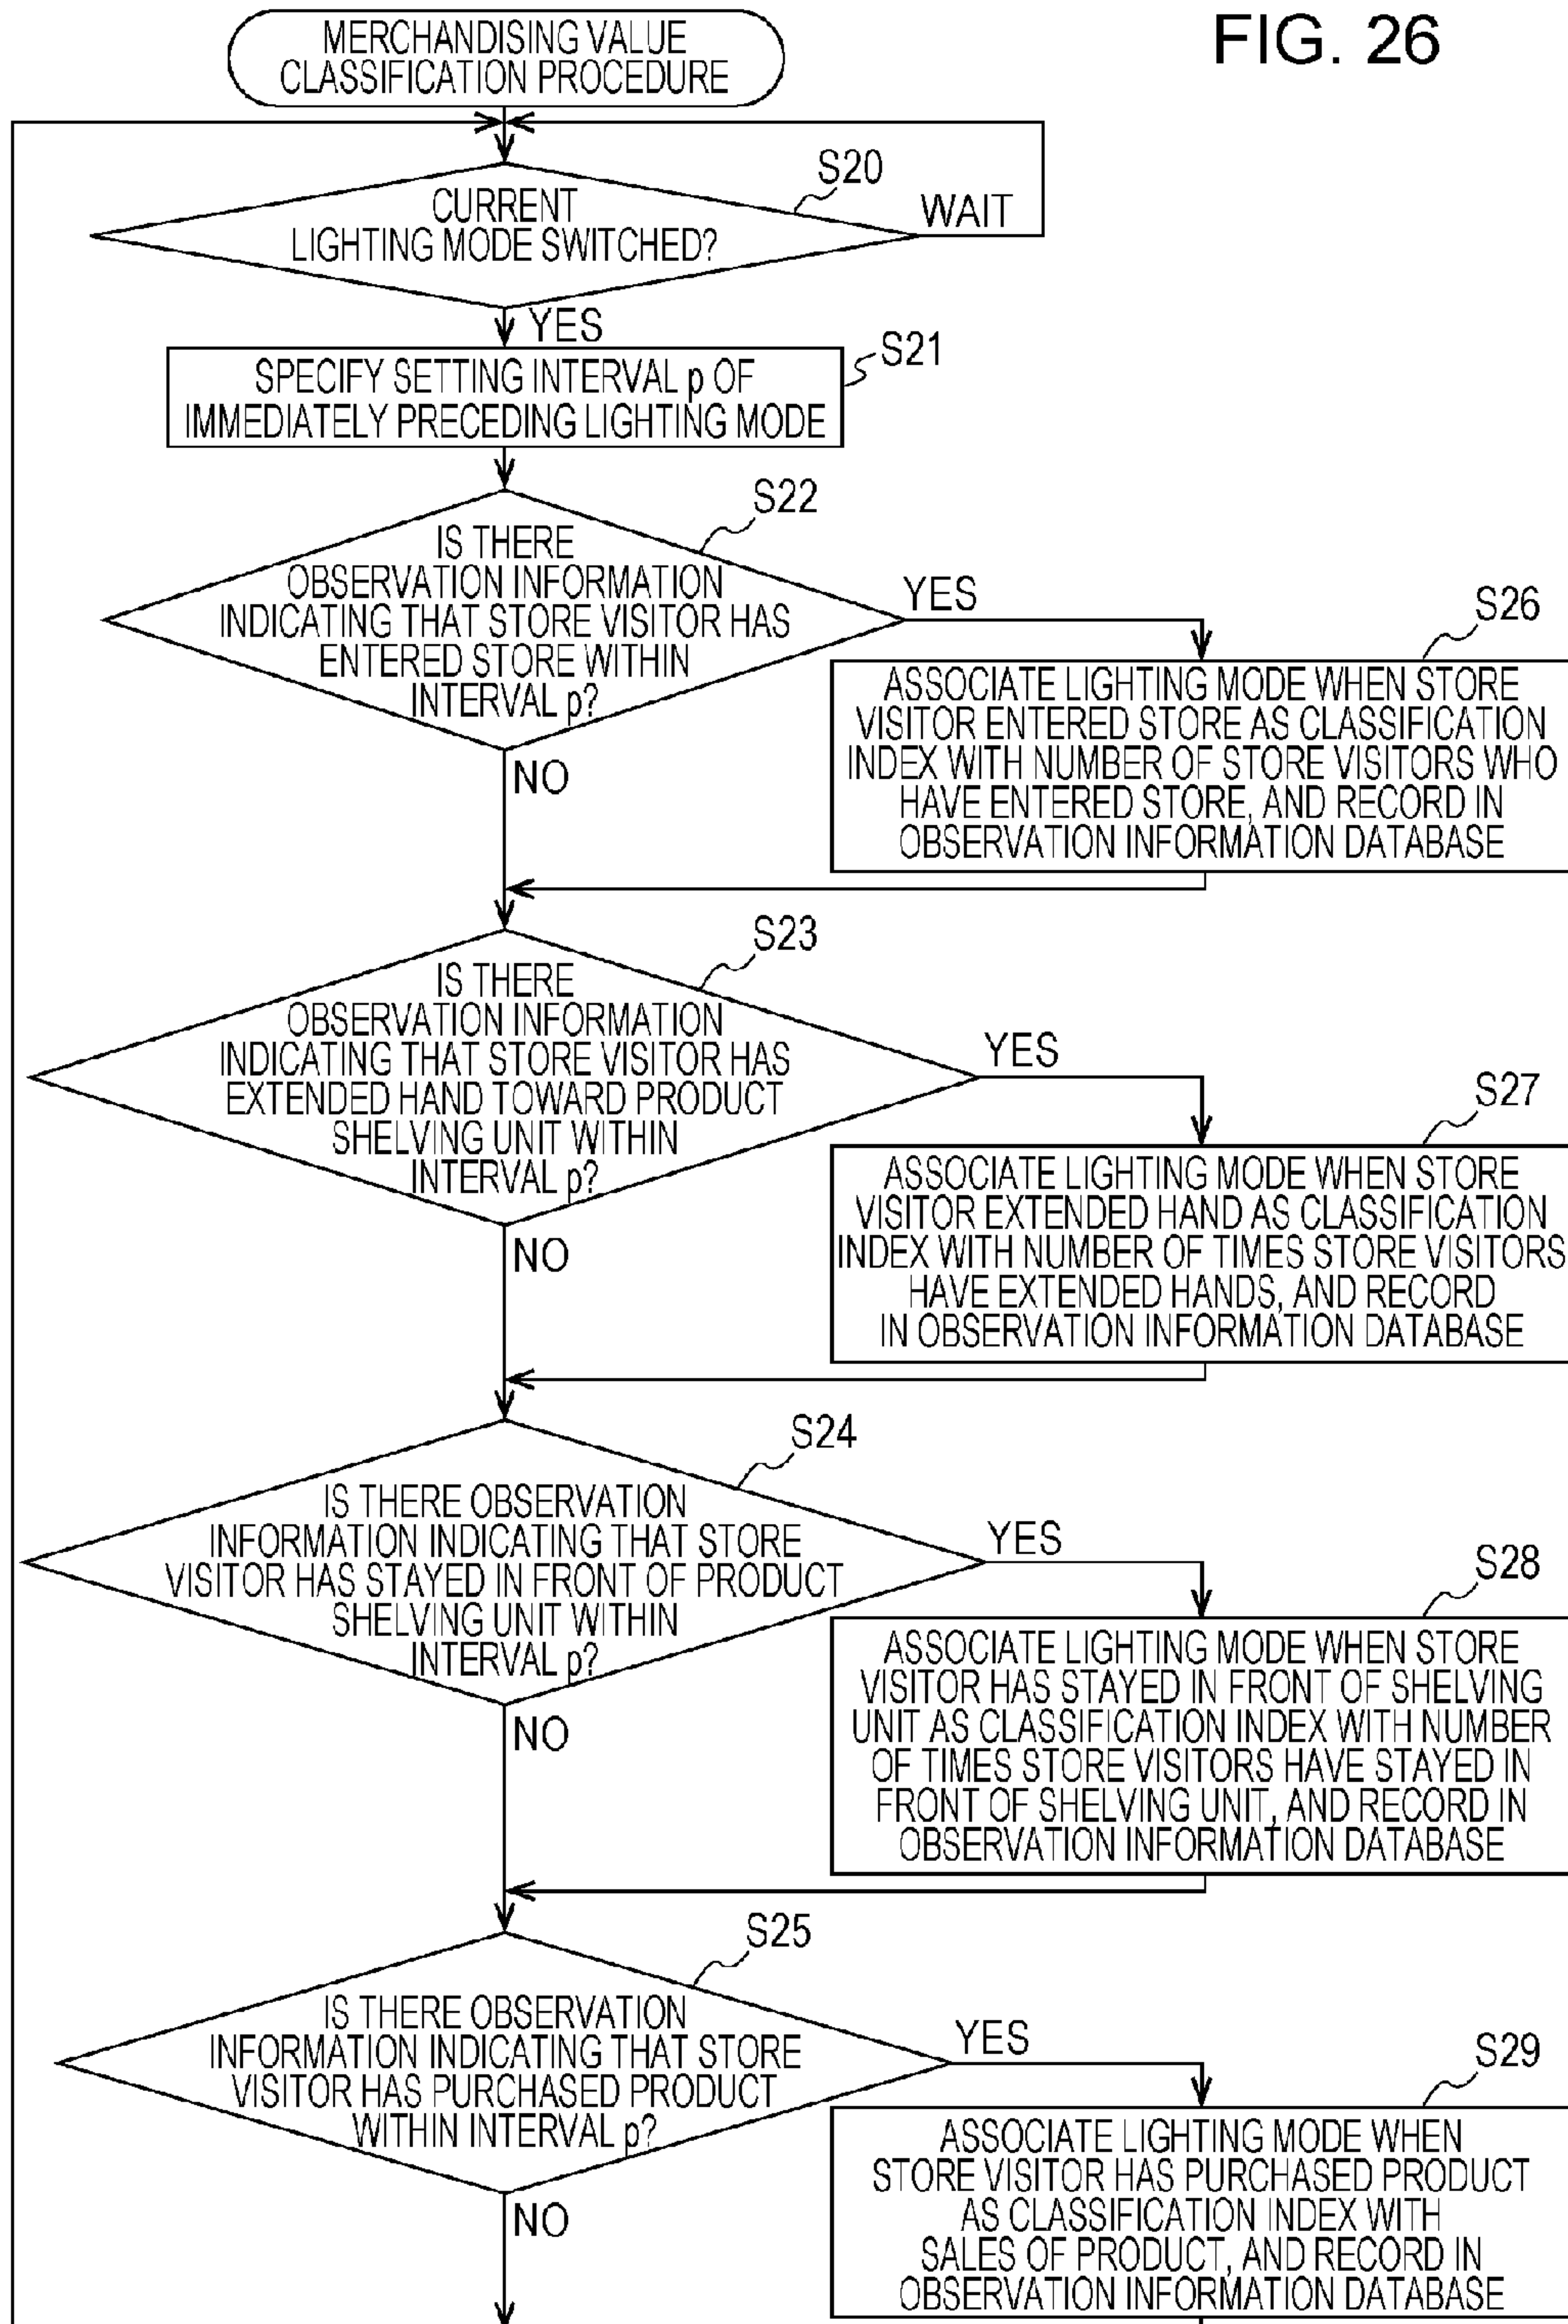 FIG. 26
MERCHANDISING VALUE
CLASSIFICATION PROCEDURE
S20
CURRENT
LIGHTING MODE SWITCHED?
WAIT
YES
S21
SPECIFY SETTING INTERVAL p OF
IMMEDIATELY PRECEDING LIGHTING MODE
S22
IS THERE
OBSERVATION INFORMATION
INDICATING THAT STORE VISITOR HAS
ENTERED STORE WITHIN
INTERVAL p?
YES
NO
S26
ASSOCIATE LIGHTING MODE WHEN STORE
VISITOR ENTERED STORE AS CLASSIFICATION
INDEX WITH NUMBER OF STORE VISITORS WHO
HAVE ENTERED STORE, AND RECORD IN
OBSERVATION INFORMATION DATABASE
S23
IS THERE
OBSERVATION INFORMATION
INDICATING THAT STORE VISITOR HAS
EXTENDED HAND TOWARD PRODUCT
SHELVING UNIT WITHIN
INTERVAL p?
YES
NO
S27
ASSOCIATE LIGHTING MODE WHEN STORE
VISITOR EXTENDED HAND AS CLASSIFICATION
INDEX WITH NUMBER OF TIMES STORE VISITORS
HAVE EXTENDED HANDS, AND RECORD
IN OBSERVATION INFORMATION DATABASE
S24
IS THERE OBSERVATION
INFORMATION INDICATING THAT STORE
VISITOR HAS STAYED IN FRONT OF PRODUCT
SHELVING UNIT WITHIN
INTERVAL p?
YES
NO
S28
ASSOCIATE LIGHTING MODE WHEN STORE
VISITOR HAS STAYED IN FRONT OF SHELVING
UNIT AS CLASSIFICATION INDEX WITH NUMBER
OF TIMES STORE VISITORS HAVE STAYED IN
FRONT OF SHELVING UNIT, AND RECORD IN
OBSERVATION INFORMATION DATABASE
S25
IS THERE OBSERVATION
INFORMATION INDICATING THAT STORE
VISITOR HAS PURCHASED PRODUCT
WITHIN INTERVAL p?
YES
NO
S29
ASSOCIATE LIGHTING MODE WHEN
STORE VISITOR HAS PURCHASED PRODUCT
AS CLASSIFICATION INDEX WITH
SALES OF PRODUCT, AND RECORD IN
OBSERVATION INFORMATION DATABASE